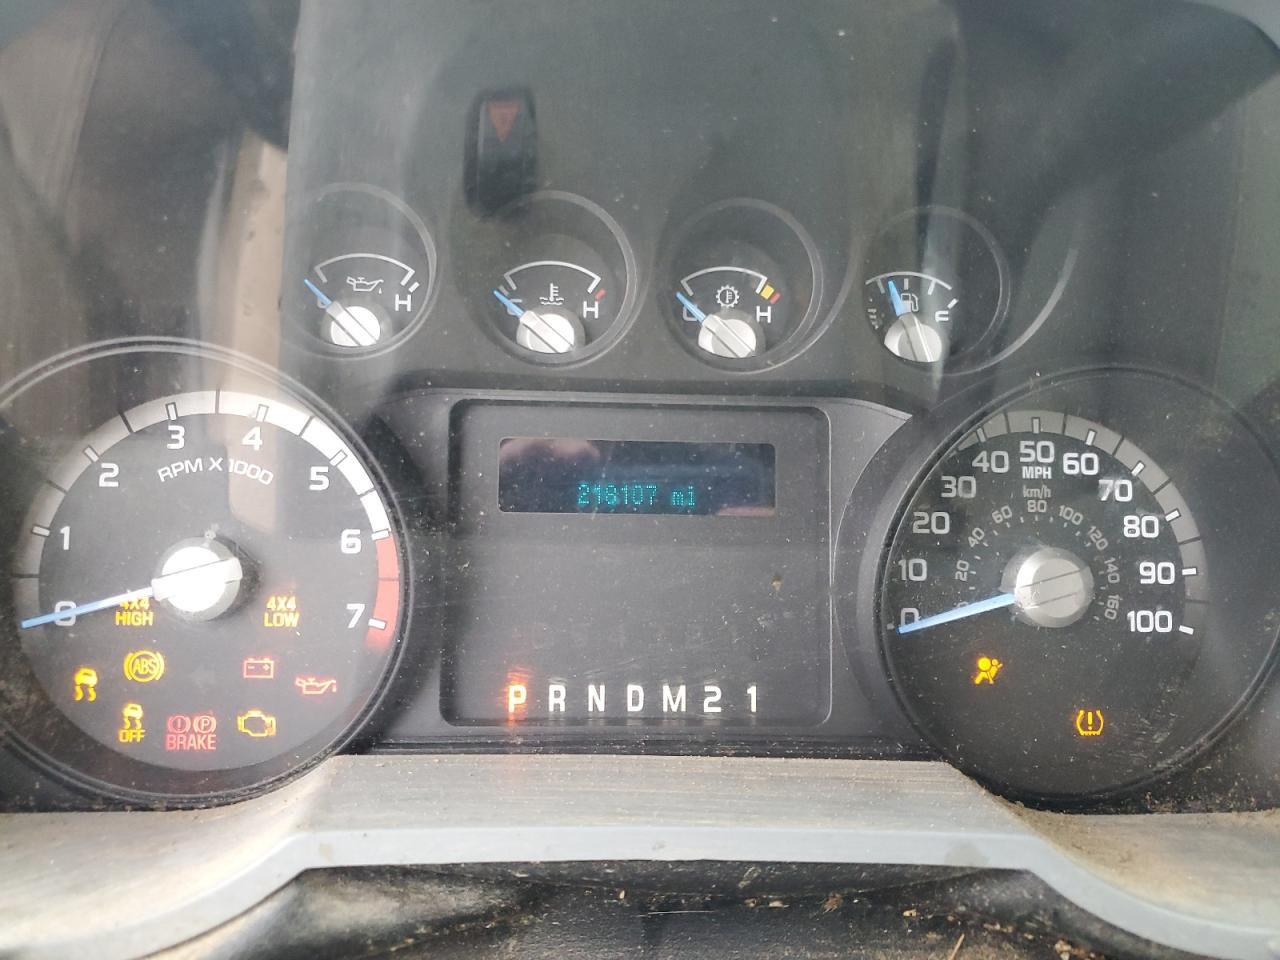 H
C H
C H
E F
3 4
RPM X 1000
2 5
1 6
0 7
4X4 HIGH
4X4 LOW
ABS
OFF
BRAKE
P
218107 mi
P R N D M 2 1
50
MPH
40 60
30 70
20 80
10 90
0 100
km/h
80
60 100
40 120
20 140
160